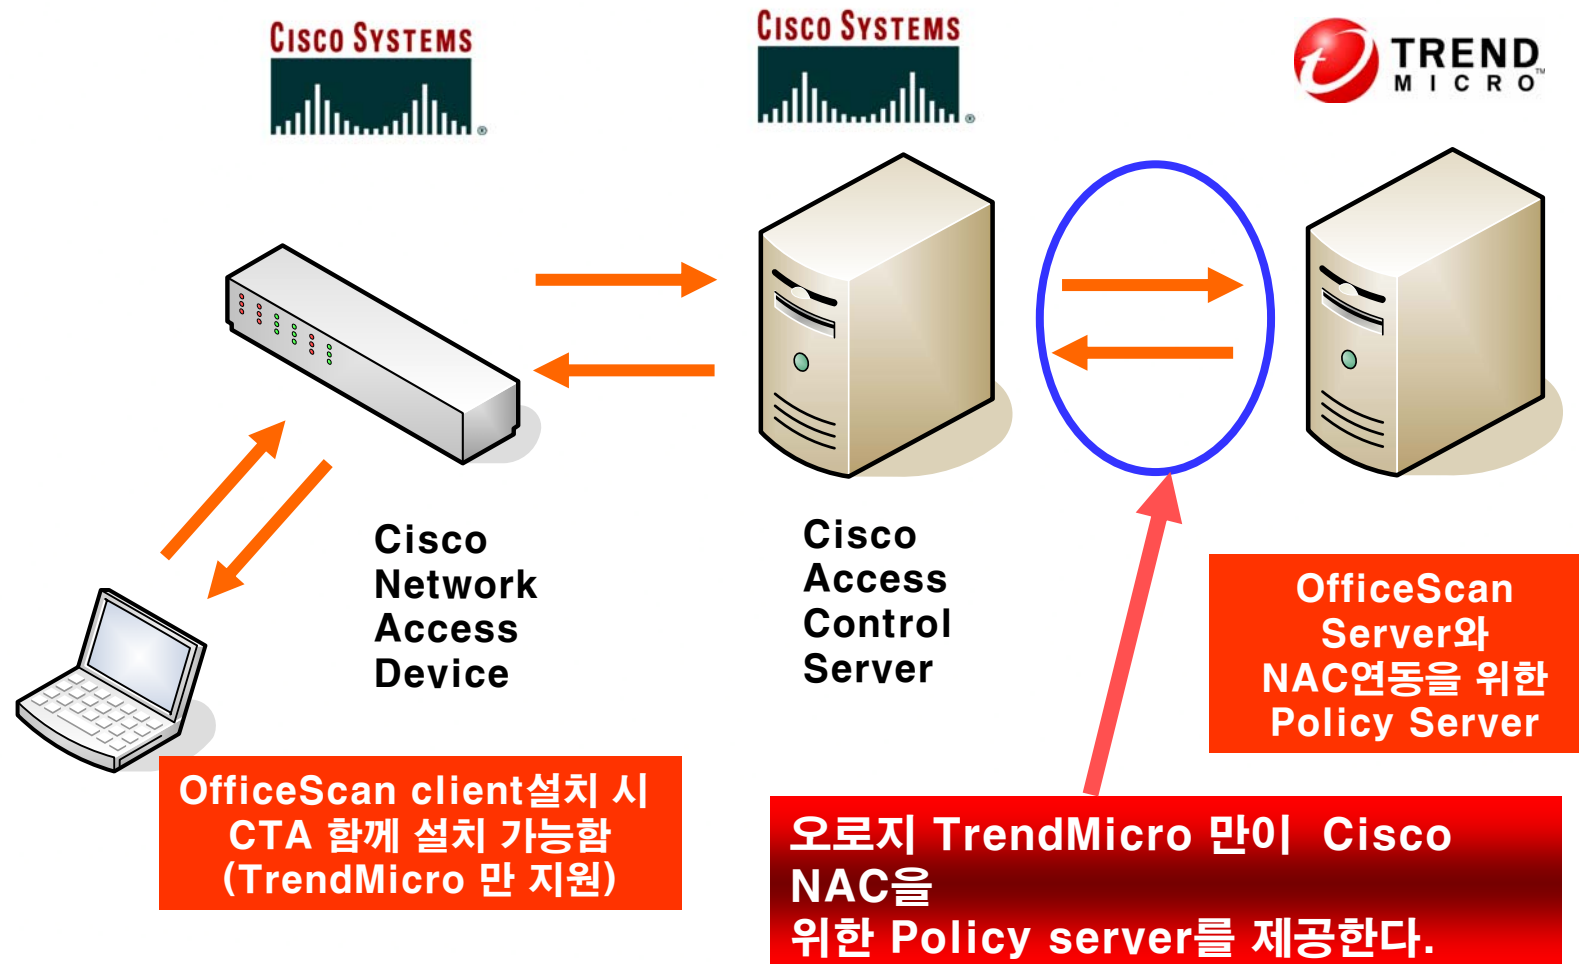 CISCO SYSTEMS
CISCO SYSTEMS
TREND
MICRO™
Cisco
Network
Access
Device
Cisco
Access
Control
Server
OfficeScan
Server와
NAC연동을 위한
Policy Server
OfficeScan client설치 시
CTA 함께 설치 가능함
(TrendMicro 만 지원)
오로지 TrendMicro 만이 Cisco
NAC을
위한 Policy server를 제공한다.